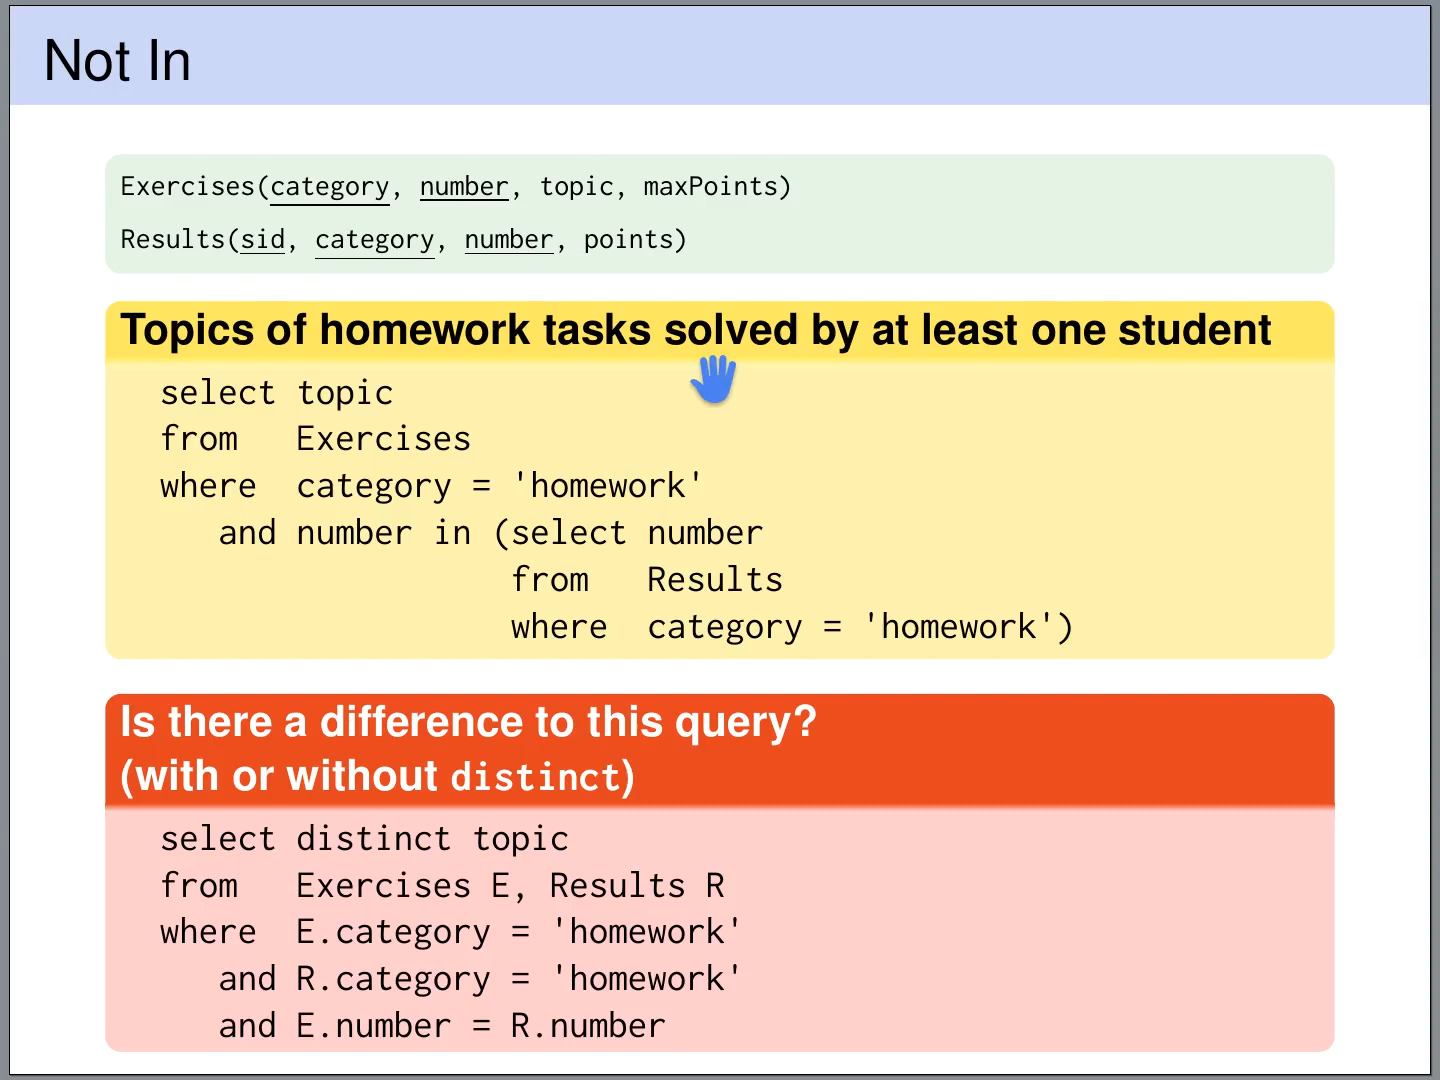 Not In
Exercises(category, number, topic, maxPoints)
Results(sid, category, number, points)
Topics of homework tasks solved by at least one student
select topic
from   Exercises
where  category = 'homework'
   and number in (select number
                  from   Results
                  where  category = 'homework')
Is there a difference to this query?
(with or without distinct)
select distinct topic
from   Exercises E, Results R
where  E.category = 'homework'
   and R.category = 'homework'
   and E.number = R.number